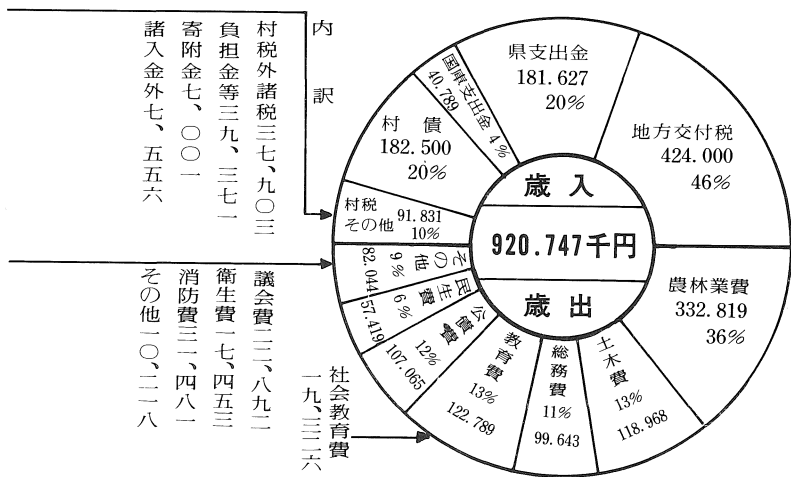 内訳
村税外諸税三七、九〇三
負担金等三九、三七一
寄附金七、〇〇一
諸入金外七、五五六
県支出金
181.627
20%
地方交付税
424.000
46%
国庫支出金 4%
40.789
村債
182.500
20%
村税
その他
91.831
10%
歳入
920.747千円
歳出
農林業費
332.819
36%
土木費
13%
118.968
総務費
11%
99.643
教育費
13%
122.789
公債費
12%
107.065
民生費
6%
57.419
その他
9%
82.044
議会費二二、八九二
衛生費一七、四五三
消防費三一、四八一
その他一〇、二一八
社会教育費
一九、三二六